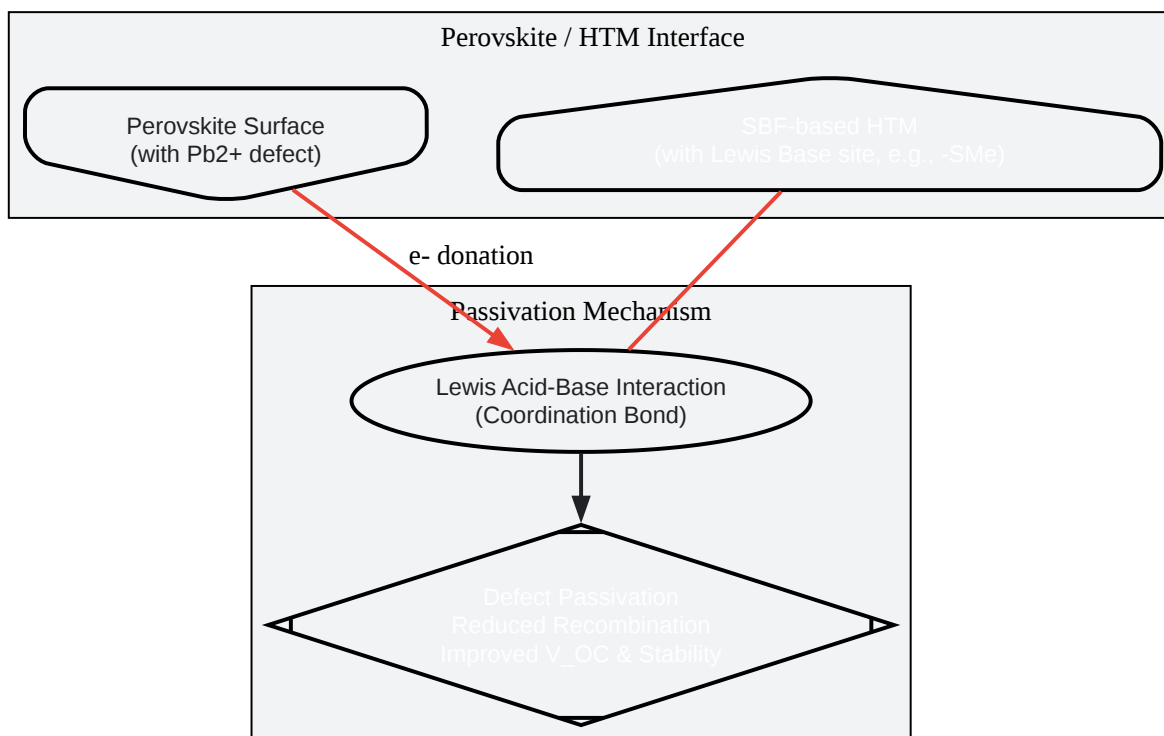 Perovskite / HTM Interface
Perovskite Surface
(with Pb2+ defect)
SBF-based HTM
(with Lewis Base site, e.g., -SMe)
e- donation
Passivation Mechanism
Lewis Acid-Base Interaction
(Coordination Bond)
Defect Passivation
Reduced Recombination
Improved V_OC & Stability